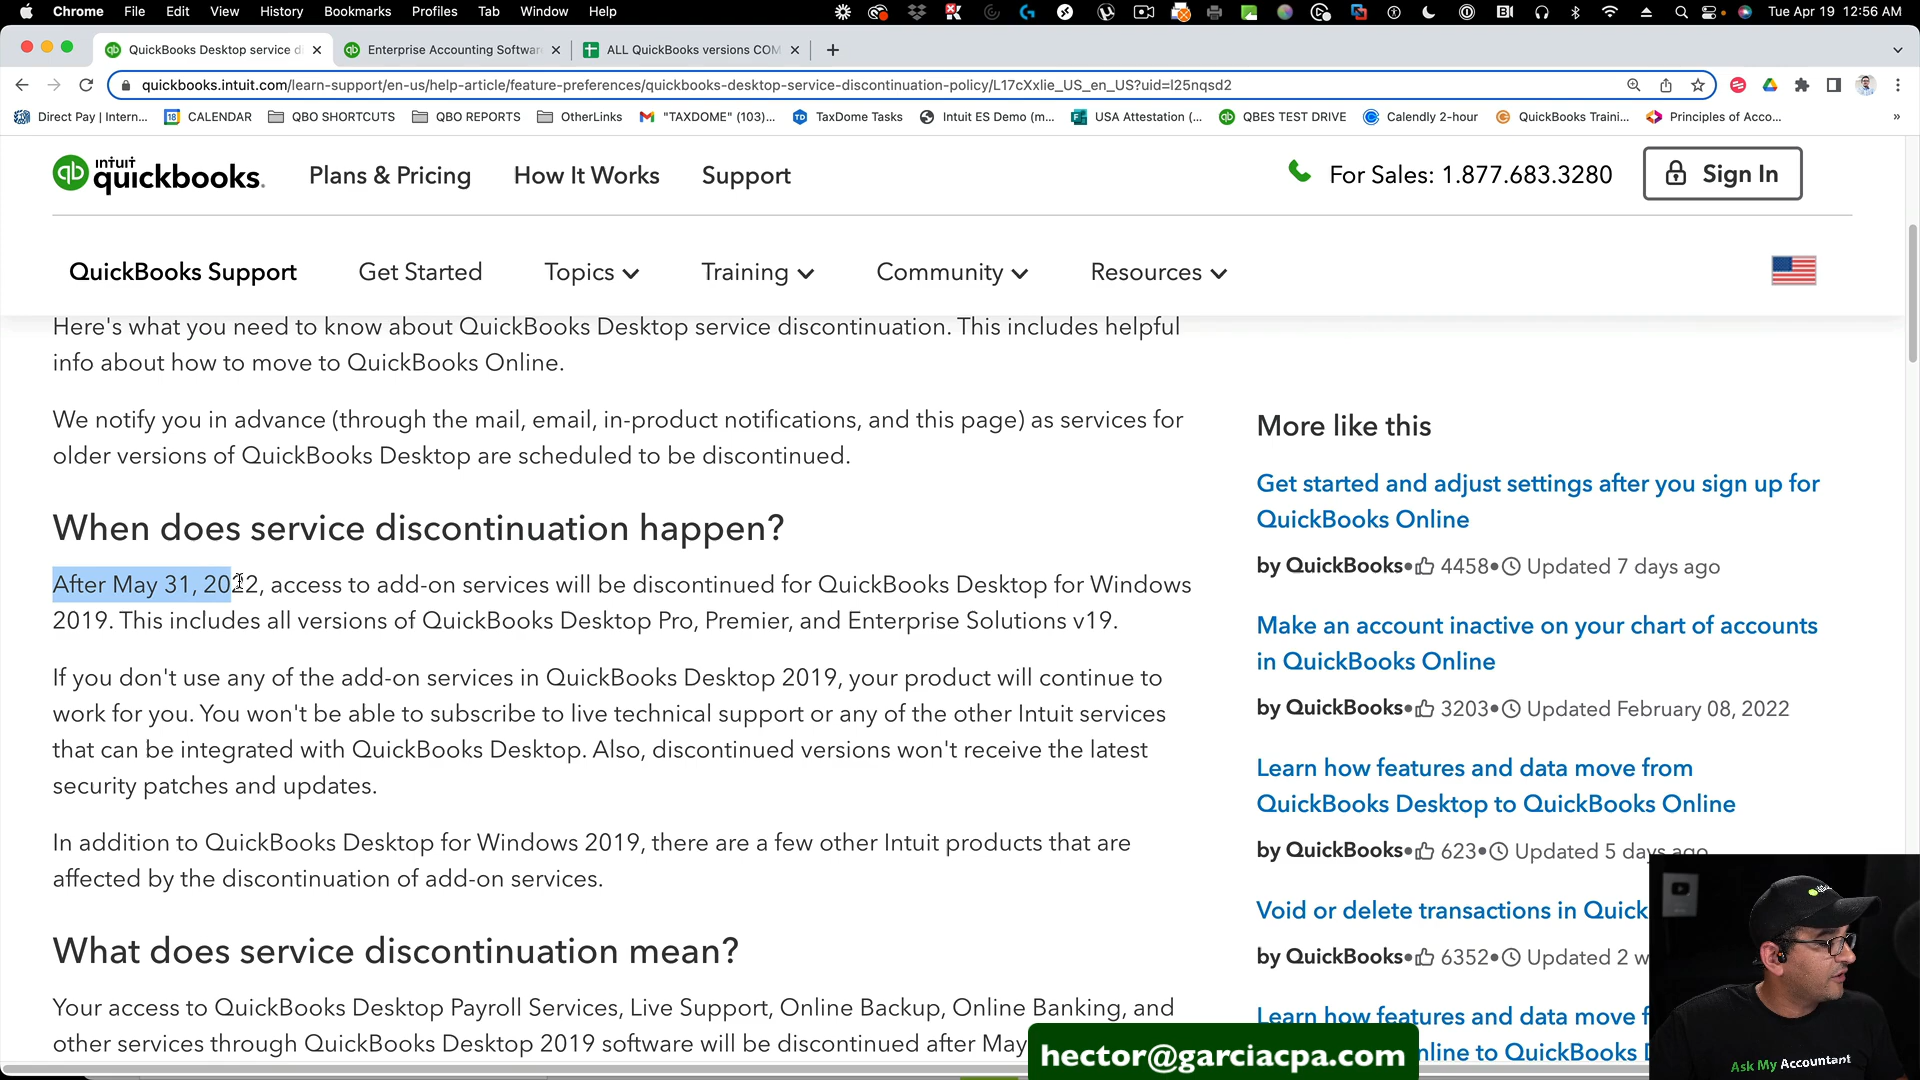 Chrome File Edit View History Bookmarks Profiles Tab Window Help Tue Apr 19 12:56 AM
QuickBooks Desktop service d Enterprise Accounting Softwar ALL QuickBooks versions COM
quickbooks.intuit.com/learn-support/en-us/help-article/feature-preferences/quickbooks-desktop-service-discontinuation-policy/L17cXxlie_US_en_US?uid=l25nqsd2
Direct Pay | Intern... CALENDAR QBO SHORTCUTS QBO REPORTS OtherLinks "TAXDOME" (103)... TaxDome Tasks Intuit ES Demo (m... USA Attestation (... QBES TEST DRIVE Calendly 2-hour QuickBooks Traini... Principles of Acco... »
intuit quickbooks. Plans & Pricing How It Works Support For Sales: 1.877.683.3280 Sign In
QuickBooks Support Get Started Topics Training Community Resources
Here's what you need to know about QuickBooks Desktop service discontinuation. This includes helpful
info about how to move to QuickBooks Online.
We notify you in advance (through the mail, email, in-product notifications, and this page) as services for
older versions of QuickBooks Desktop are scheduled to be discontinued.
When does service discontinuation happen?
After May 31, 2022, access to add-on services will be discontinued for QuickBooks Desktop for Windows
2019. This includes all versions of QuickBooks Desktop Pro, Premier, and Enterprise Solutions v19.
If you don't use any of the add-on services in QuickBooks Desktop 2019, your product will continue to
work for you. You won't be able to subscribe to live technical support or any of the other Intuit services
that can be integrated with QuickBooks Desktop. Also, discontinued versions won't receive the latest
security patches and updates.
In addition to QuickBooks Desktop for Windows 2019, there are a few other Intuit products that are
affected by the discontinuation of add-on services.
What does service discontinuation mean?
Your access to QuickBooks Desktop Payroll Services, Live Support, Online Backup, Online Banking, and
other services through QuickBooks Desktop 2019 software will be discontinued after May
More like this
Get started and adjust settings after you sign up for
QuickBooks Online
by QuickBooks•4458•Updated 7 days ago
Make an account inactive on your chart of accounts
in QuickBooks Online
by QuickBooks•3203•Updated February 08, 2022
Learn how features and data move from
QuickBooks Desktop to QuickBooks Online
by QuickBooks•623•Updated 5 days ago
Void or delete transactions in Quick
by QuickBooks•6352•Updated 2 w
Learn how features and data move f
nline to QuickBooks
hector@garciacpa.com
Ask My Accountant